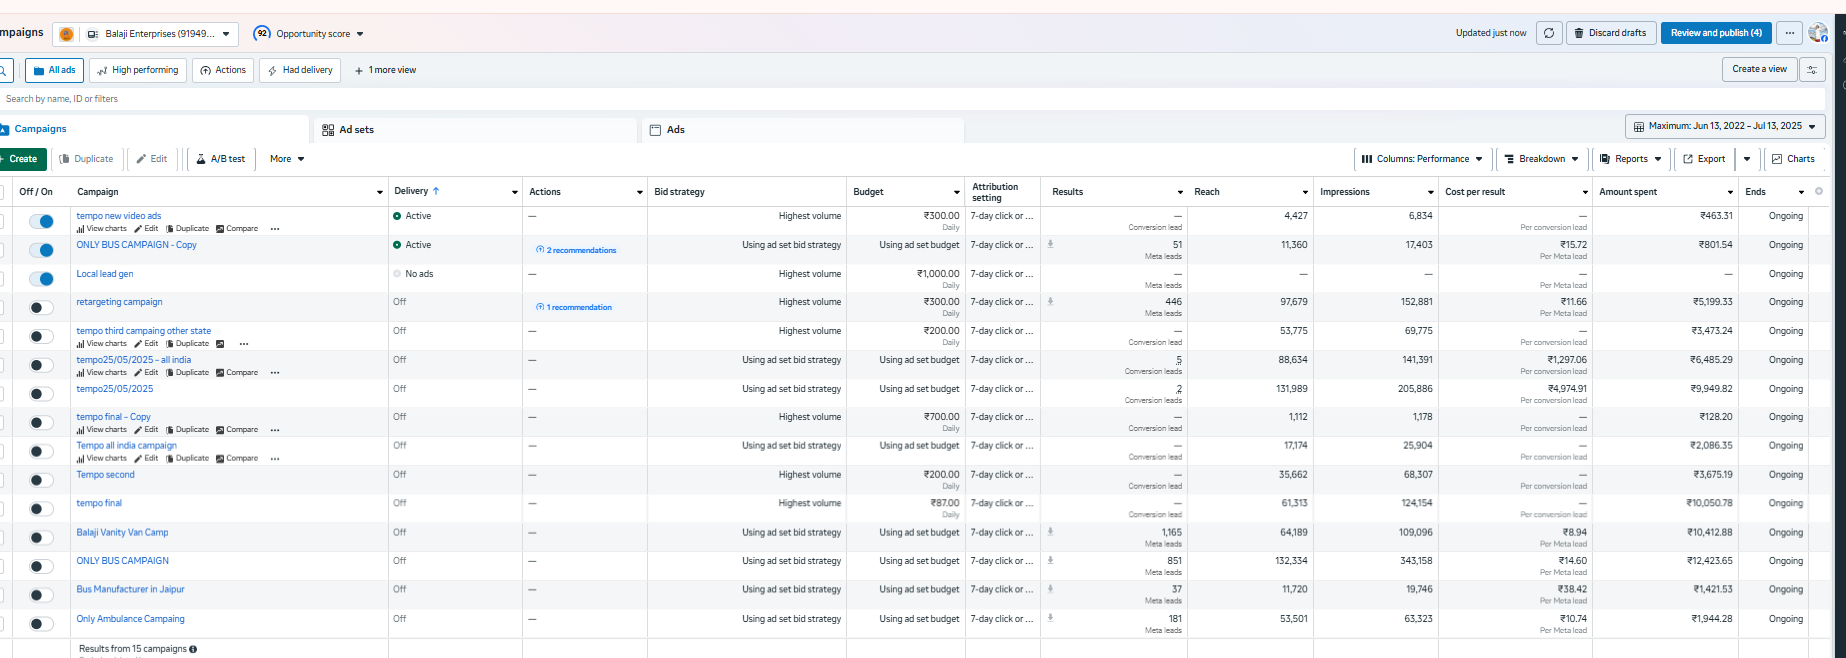 mpaigns Balaji Enterprises (91949... 92 Opportunity score Updated just now Discard drafts Review and publish (4) ...
All ads High performing Actions Had delivery + 1 more view Create a view
Search by name, ID or filters
Campaigns Ad sets Ads Maximum: Jun 13, 2022 – Jul 13, 2025
+ Create Duplicate Edit A/B test More Columns: Performance Breakdown Reports Export Charts
Off / On Campaign Delivery ↑ Actions Bid strategy Budget Attribution setting Results Reach Impressions Cost per result Amount spent Ends
tempo new video ads Active — Highest volume ₹300.00 7-day click or ... — 4,427 6,834 — ₹463.31 Ongoing
View charts Edit Duplicate Compare ... Daily Conversion lead Per conversion lead
ONLY BUS CAMPAIGN - Copy Active 2 recommendations Using ad set bid strategy Using ad set budget 7-day click or ... 51 11,360 17,403 ₹15.72 ₹801.54 Ongoing
Meta leads Per Meta lead
Local lead gen No ads — Highest volume ₹1,000.00 7-day click or ... — — — — — Ongoing
Daily Meta leads Per Meta lead
retargeting campaign Off 1 recommendation Highest volume ₹300.00 7-day click or ... 446 97,679 152,881 ₹11.66 ₹5,199.33 Ongoing
Daily Meta leads Per Meta lead
tempo third campaing other state Off — Highest volume ₹200.00 7-day click or ... — 53,775 69,775 — ₹3,473.24 Ongoing
View charts Edit Duplicate ... Daily Conversion lead Per conversion lead
tempo25/05/2025 - all india Off — Using ad set bid strategy Using ad set budget 7-day click or ... 5 88,634 141,391 ₹1,297.06 ₹6,485.29 Ongoing
View charts Edit Duplicate Compare ... Conversion leads Per conversion lead
tempo25/05/2025 Off — Using ad set bid strategy Using ad set budget 7-day click or ... 2 131,989 205,886 ₹4,974.91 ₹9,949.82 Ongoing
Conversion leads Per conversion lead
tempo final - Copy Off — Highest volume ₹700.00 7-day click or ... — 1,112 1,178 — ₹128.20 Ongoing
View charts Edit Duplicate Compare ... Daily Conversion lead Per conversion lead
Tempo all india campaign Off — Using ad set bid strategy Using ad set budget 7-day click or ... — 17,174 25,904 — ₹2,086.35 Ongoing
View charts Edit Duplicate Compare ... Conversion lead Per conversion lead
Tempo second Off — Highest volume ₹200.00 7-day click or ... — 35,662 68,307 — ₹3,675.19 Ongoing
Daily Conversion lead Per conversion lead
tempo final Off — Highest volume ₹87.00 7-day click or ... — 61,313 124,154 — ₹10,050.78 Ongoing
Daily Conversion lead Per conversion lead
Balaji Vanity Van Camp Off — Using ad set bid strategy Using ad set budget 7-day click or ... 1,165 64,189 109,096 ₹8.94 ₹10,412.88 Ongoing
Meta leads Per Meta lead
ONLY BUS CAMPAIGN Off — Using ad set bid strategy Using ad set budget 7-day click or ... 851 132,334 343,158 ₹14.60 ₹12,423.65 Ongoing
Meta leads Per Meta lead
Bus Manufacturer in Jaipur Off — Using ad set bid strategy Using ad set budget 7-day click or ... 37 11,720 19,746 ₹38.42 ₹1,421.53 Ongoing
Meta leads Per Meta lead
Only Ambulance Campaing Off — Using ad set bid strategy Using ad set budget 7-day click or ... 181 53,501 63,323 ₹10.74 ₹1,944.28 Ongoing
Meta leads Per Meta lead
Results from 15 campaigns